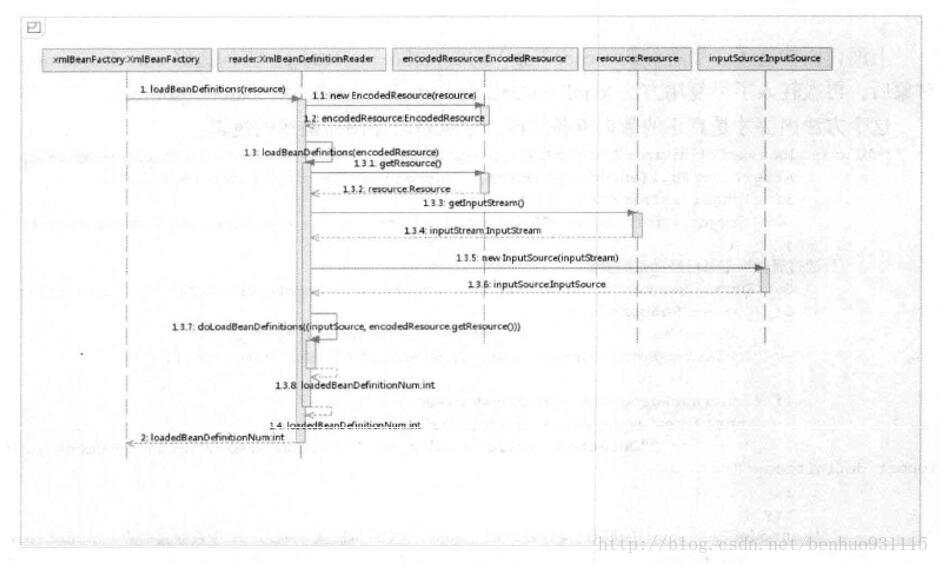 xmlBeanFactory:XmlBeanFactory
reader:XmlBeanDefinitionReader
encodedResource:EncodedResource
resource:Resource
inputSource:InputSource
1. loadBeanDefinitions(resource)
1.1: new EncodedResource(resource)
1.2: encodedResource:EncodedResource
1.3: loadBeanDefinitions(encodedResource)
1.3.1: getResource()
1.3.2: resource:Resource
1.3.3: getInputStream()
1.3.4: inputStream:InputStream
1.3.5: new InputSource(inputStream)
1.3.6: inputSource:InputSource
1.3.7: doLoadBeanDefinitions((inputSource, encodedResource.getResource()))
1.3.8: loadedBeanDefinitionNum:int
1.4: loadedBeanDefinitionNum:int
2: loadedBeanDefinitionNum:int
http://blog.csdn.net/benhuo931115